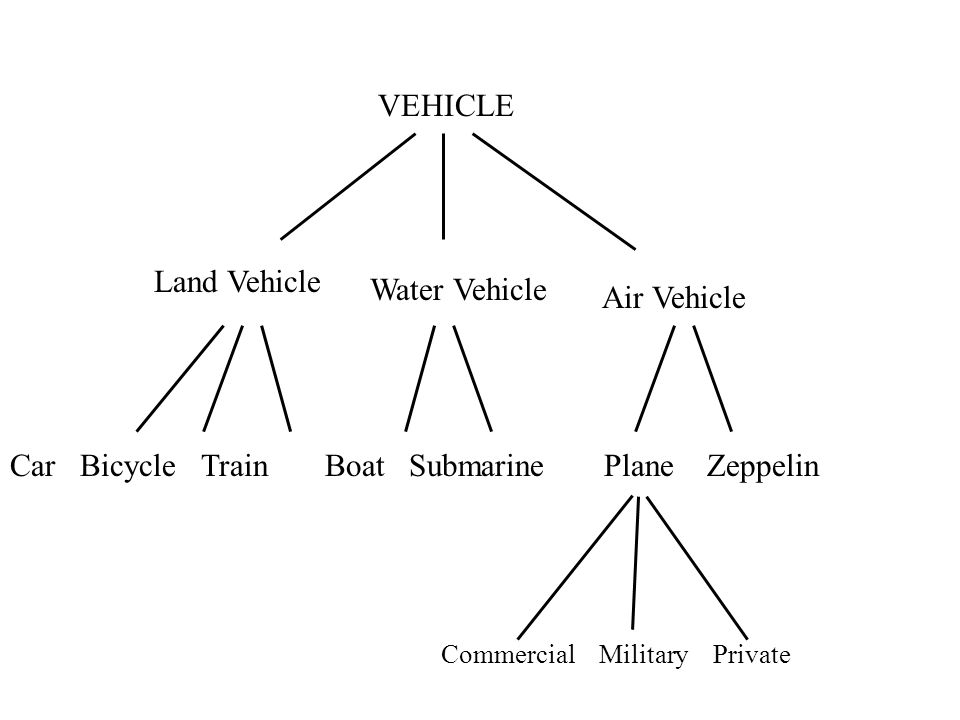 VEHICLE
Land Vehicle Water Vehicle Air Vehicle
Car Bicycle Train Boat Submarine Plane Zeppelin
Commercial Military Private